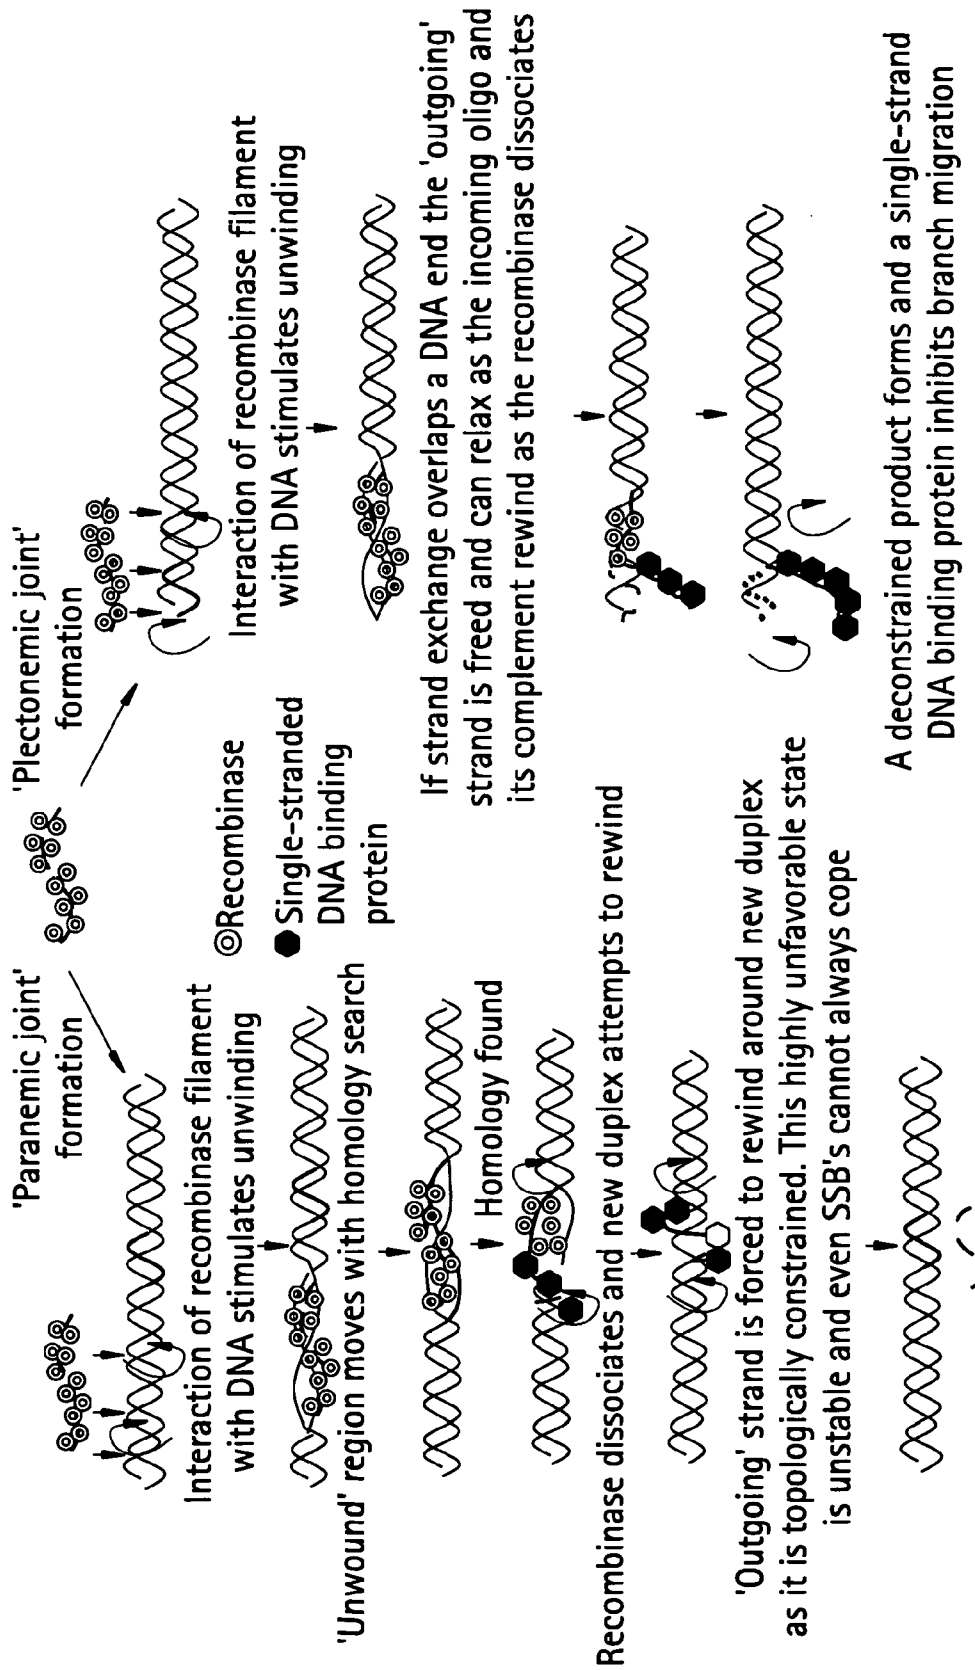 'Paranemic joint'
formation
Interaction of recombinase filament
with DNA stimulates unwinding
'Unwound' region moves with homology search
Homology found
Recombinase dissociates and new duplex attempts to rewind
'Outgoing' strand is forced to rewind around new duplex
as it is topologically constrained. This highly unfavorable state
is unstable and even SSB's cannot always cope
Recombinase
Single-stranded
DNA binding
protein
'Plectonemic joint'
formation
Interaction of recombinase filament
with DNA stimulates unwinding
If strand exchange overlaps a DNA end the 'outgoing'
strand is freed and can relax as the incoming oligo and
its complement rewind as the recombinase dissociates
A deconstrained product forms and a single-strand
DNA binding protein inhibits branch migration